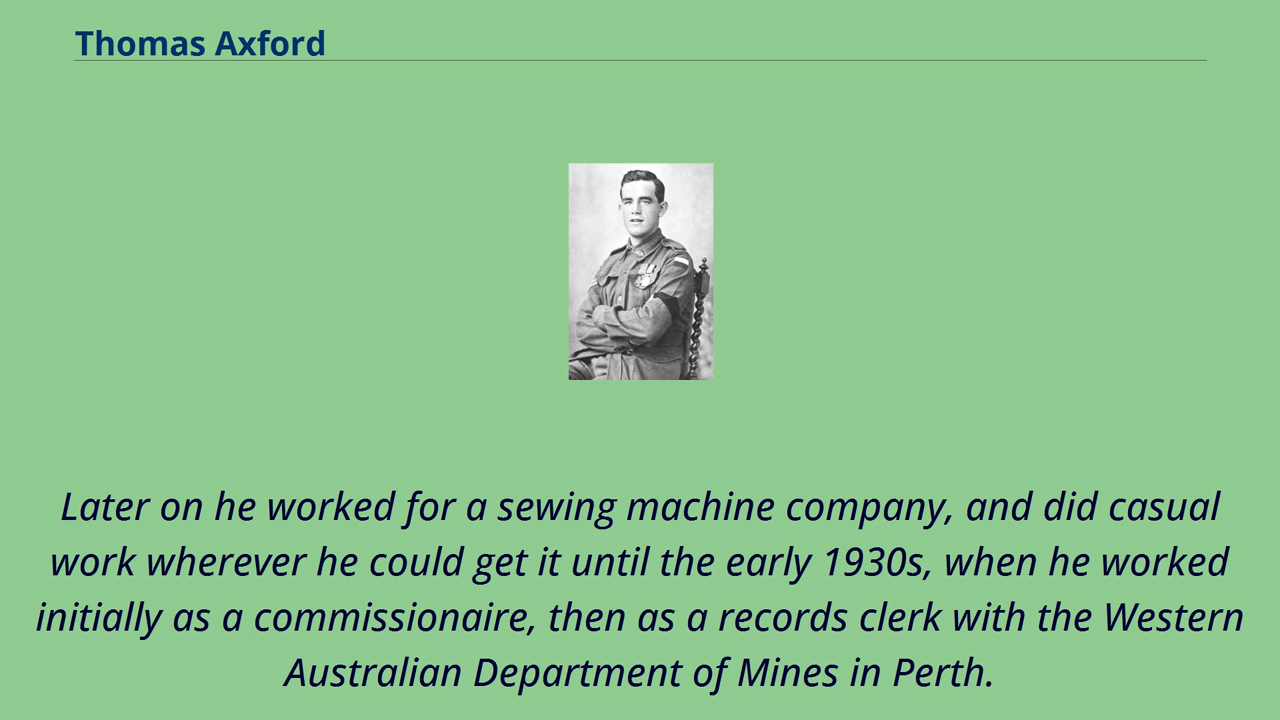 Thomas Axford
Later on he worked for a sewing machine company, and did casual
work wherever he could get it until the early 1930s, when he worked
initially as a commissionaire, then as a records clerk with the Western
Australian Department of Mines in Perth.